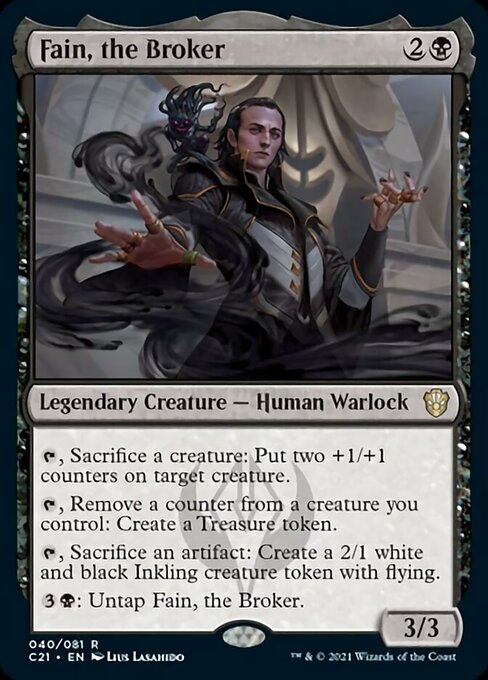 Fain, the Broker 2
Legendary Creature — Human Warlock
, Sacrifice a creature: Put two +1/+1
counters on target creature.
, Remove a counter from a creature you
control: Create a Treasure token.
, Sacrifice an artifact: Create a 2/1 white
and black Inkling creature token with flying.
3 : Untap Fain, the Broker.
3/3
040/081 R
C21 • EN Lius Lasahido
™ & © 2021 Wizards of the Coast